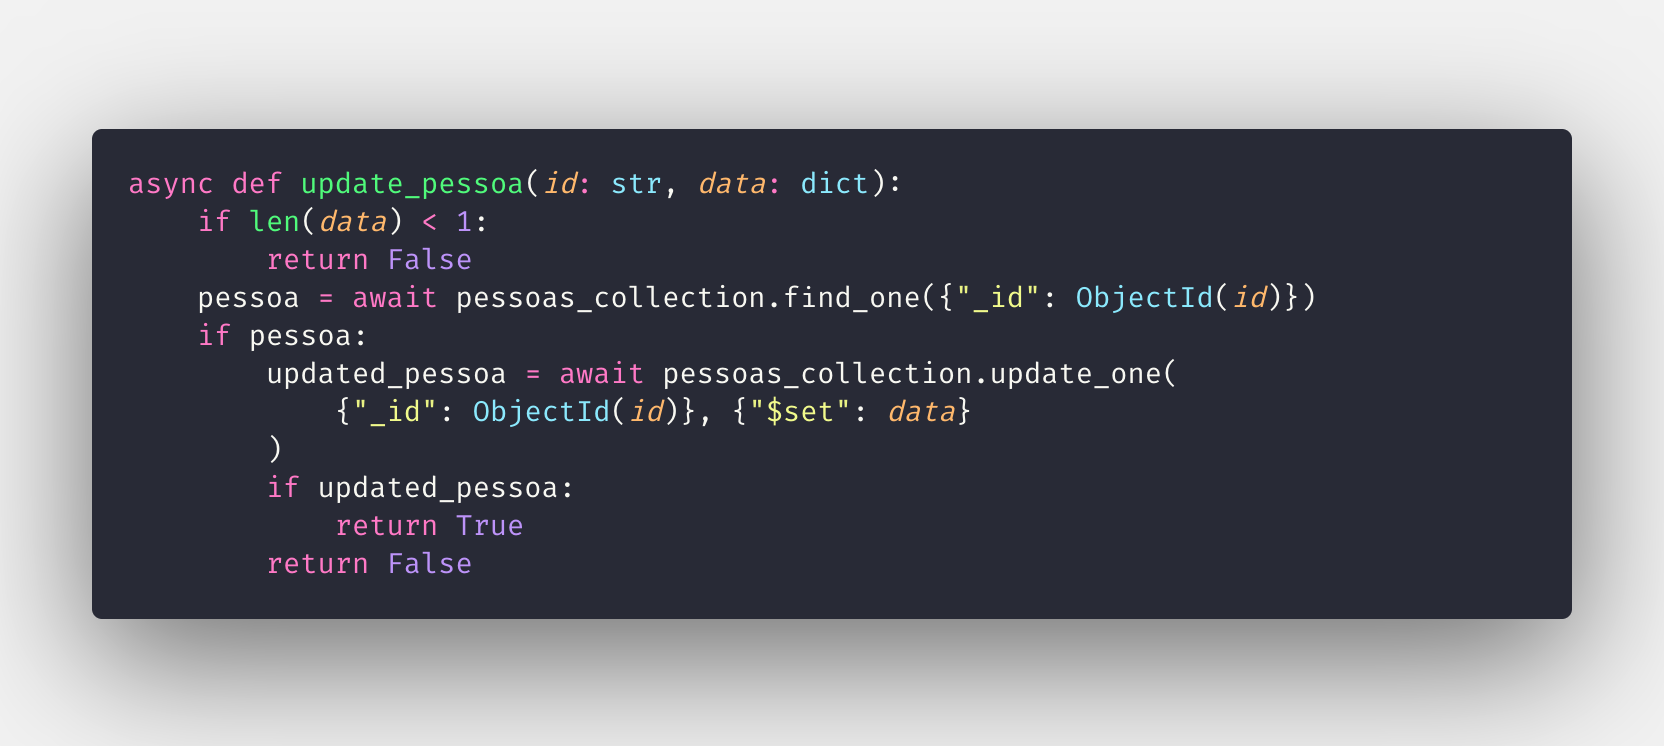 async def update_pessoa(id: str, data: dict):
    if len(data) < 1:
        return False
    pessoa = await pessoas_collection.find_one({"_id": ObjectId(id)})
    if pessoa:
        updated_pessoa = await pessoas_collection.update_one(
            {"_id": ObjectId(id)}, {"$set": data}
        )
        if updated_pessoa:
            return True
        return False